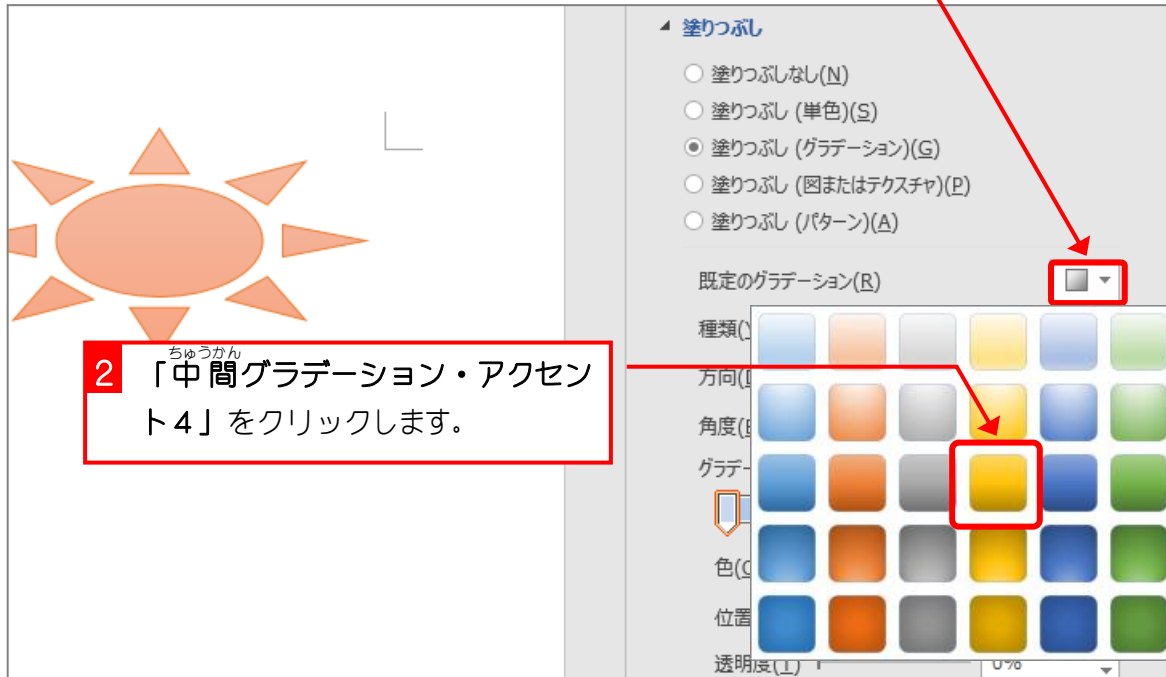 塗りつぶし
塗りつぶしなし(N)
塗りつぶし (単色)(S)
塗りつぶし (グラデーション)(G)
塗りつぶし (図またはテクスチャ)(P)
塗りつぶし (パターン)(A)
既定のグラデーション(R)
種類(
方向(
角度(
グラデー
色(
位置
透明度(T)
0%
ちゅうかん
2 「中間グラデーション・アクセン
ト4」をクリックします。